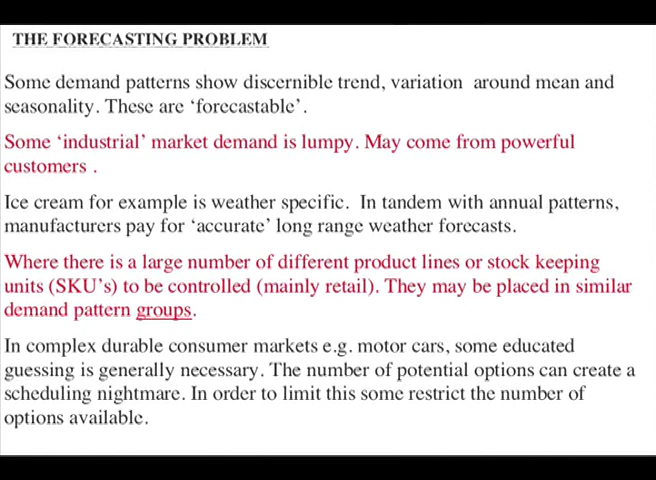 THE FORECASTING PROBLEM
Some demand patterns show discernible trend, variation around mean and
seasonality. These are ‘forecastable’.
Some ‘industrial’ market demand is lumpy. May come from powerful
customers .
Ice cream for example is weather specific. In tandem with annual patterns,
manufacturers pay for ‘accurate’ long range weather forecasts.
Where there is a large number of different product lines or stock keeping
units (SKU’s) to be controlled (mainly retail). They may be placed in similar
demand pattern groups.
In complex durable consumer markets e.g. motor cars, some educated
guessing is generally necessary. The number of potential options can create a
scheduling nightmare. In order to limit this some restrict the number of
options available.